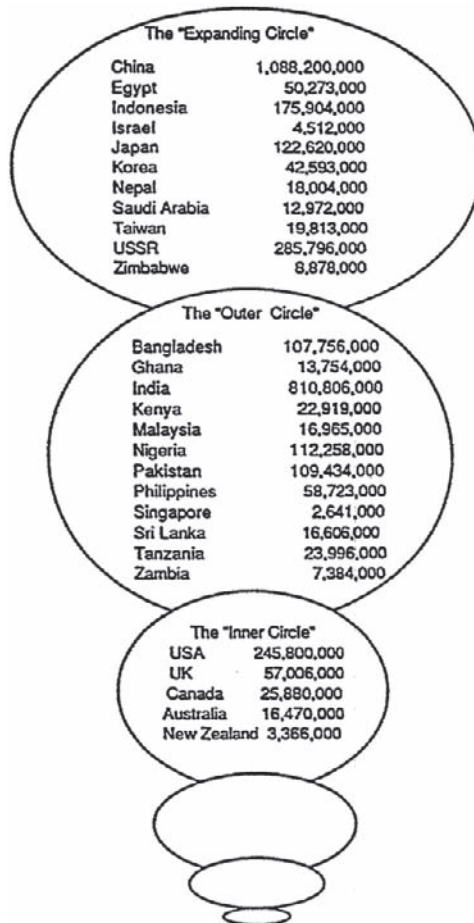 The "Expanding Circle"
China 1,088,200,000
Egypt 50,273,000
Indonesia 175,904,000
Israel 4,512,000
Japan 122,620,000
Korea 42,593,000
Nepal 18,004,000
Saudi Arabia 12,972,000
Taiwan 19,813,000
USSR 285,796,000
Zimbabwe 8,878,000
The "Outer Circle"
Bangladesh 107,756,000
Ghana 13,754,000
India 810,806,000
Kenya 22,919,000
Malaysia 16,965,000
Nigeria 112,258,000
Pakistan 109,434,000
Philippines 58,723,000
Singapore 2,641,000
Sri Lanka 16,606,000
Tanzania 23,996,000
Zambia 7,384,000
The "Inner Circle"
USA 245,800,000
UK 57,006,000
Canada 25,880,000
Australia 16,470,000
New Zealand 3,366,000